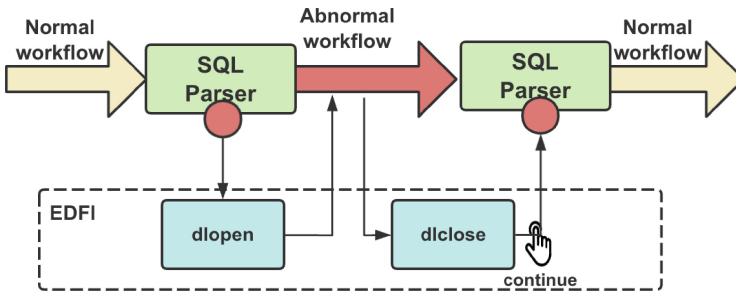 Normal
workflow
SQL
Parser
Abnormal
workflow
SQL
Parser
Normal
workflow
EDFI
dlopen
dlclose
continue